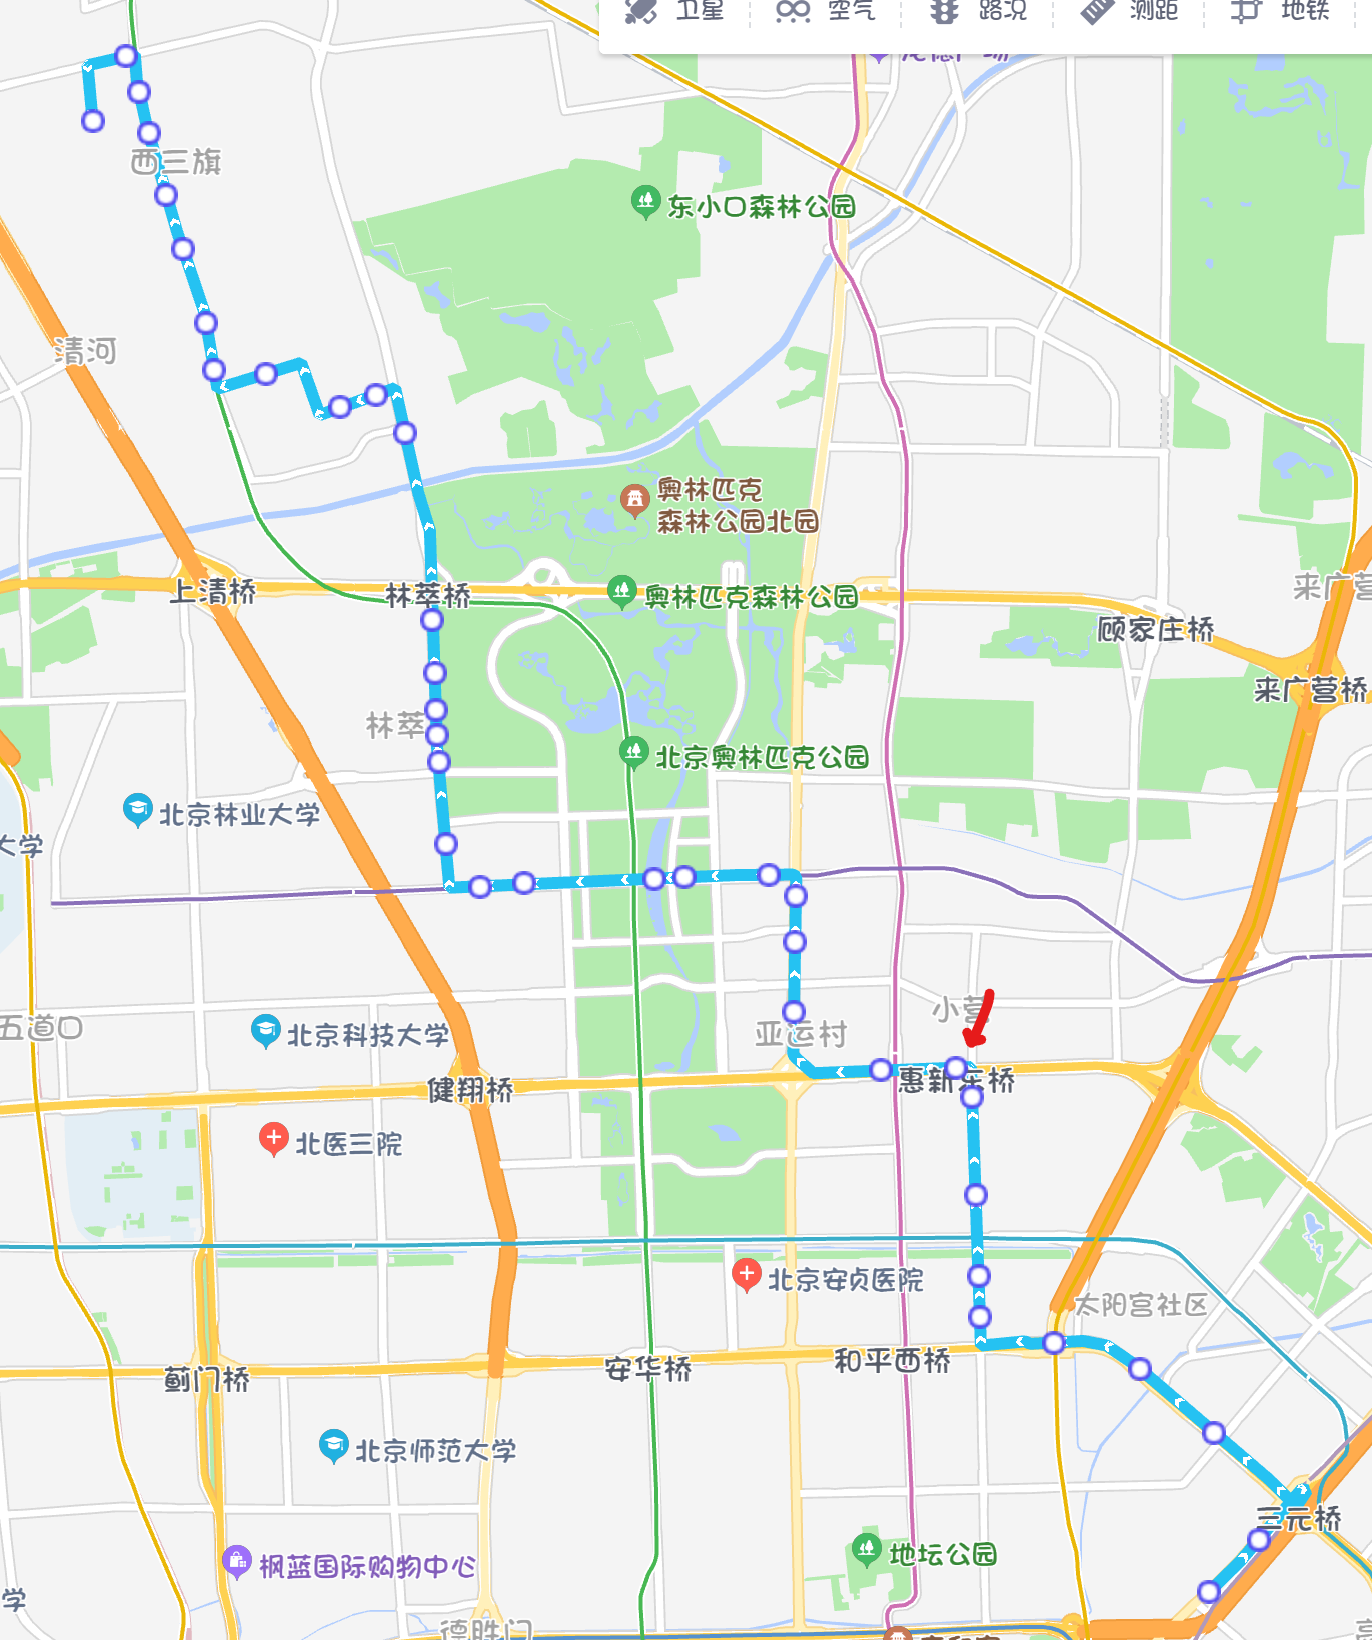 卫星 空气 路况 测距 地铁
西三旗
东小口森林公园
清河
奥林匹克
森林公园北园
上清桥
林萃桥
奥林匹克森林公园
来广营
顾家庄桥
来广营桥
林萃
北京奥林匹克公园
北京林业大学
大学
小营
五道口
北京科技大学
亚运村
健翔桥
惠新东桥
北医三院
北京安贞医院
太阳宫社区
蓟门桥
安华桥
和平西桥
北京师范大学
三元桥
枫蓝国际购物中心
地坛公园
学
德胜门